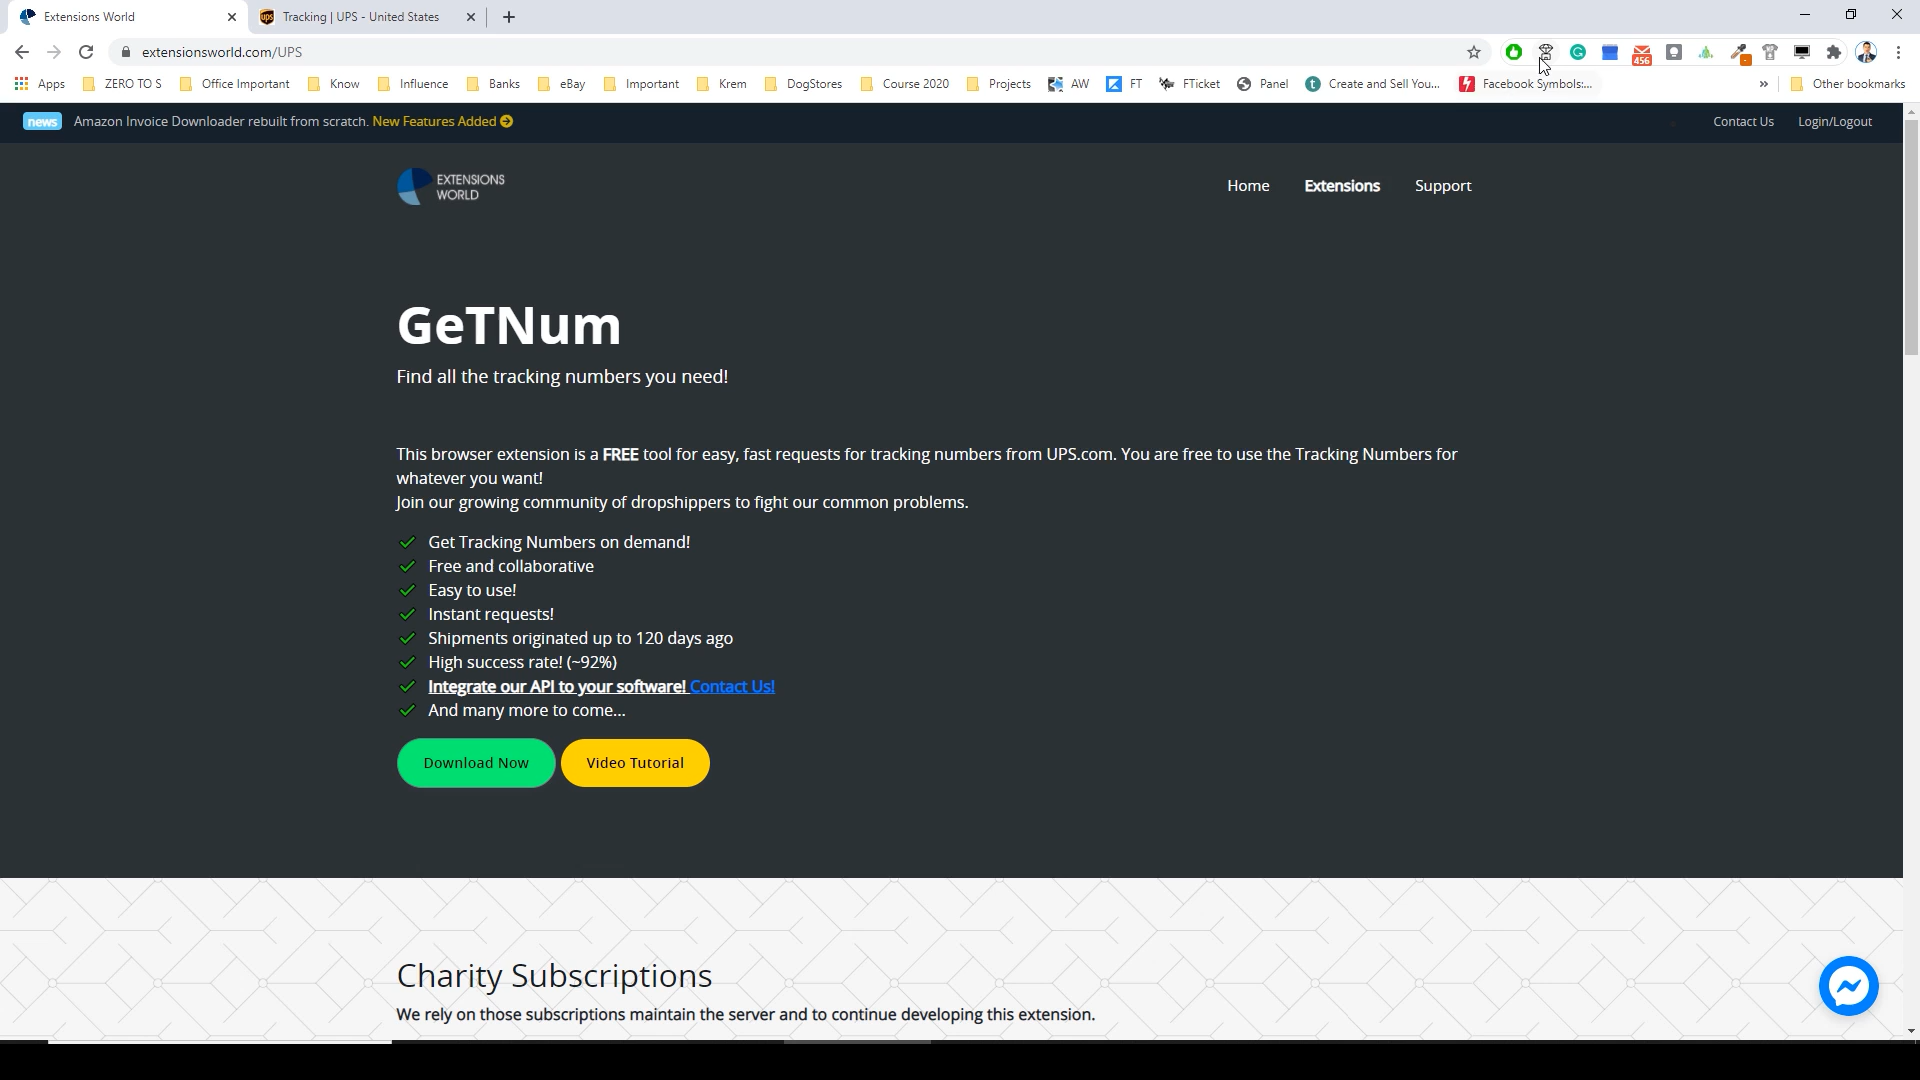 Extensions World
Tracking | UPS - United States
extensionsworld.com/UPS
456
Apps
ZERO TO S
Office Important
Know
Influence
Banks
eBay
Important
Krem
DogStores
Course 2020
Projects
AW
FT
FTicket
Panel
Create and Sell You...
Facebook Symbols:...
»
Other bookmarks
news Amazon Invoice Downloader rebuilt from scratch. New Features Added
Contact Us
Login/Logout
EXTENSIONS
WORLD
Home
Extensions
Support
GeTNum
Find all the tracking numbers you need!
This browser extension is a FREE tool for easy, fast requests for tracking numbers from UPS.com. You are free to use the Tracking Numbers for
whatever you want!
Join our growing community of dropshippers to fight our common problems.
Get Tracking Numbers on demand!
Free and collaborative
Easy to use!
Instant requests!
Shipments originated up to 120 days ago
High success rate! (~92%)
Integrate our API to your software! Contact Us!
And many more to come...
Download Now
Video Tutorial
Charity Subscriptions
We rely on those subscriptions maintain the server and to continue developing this extension.